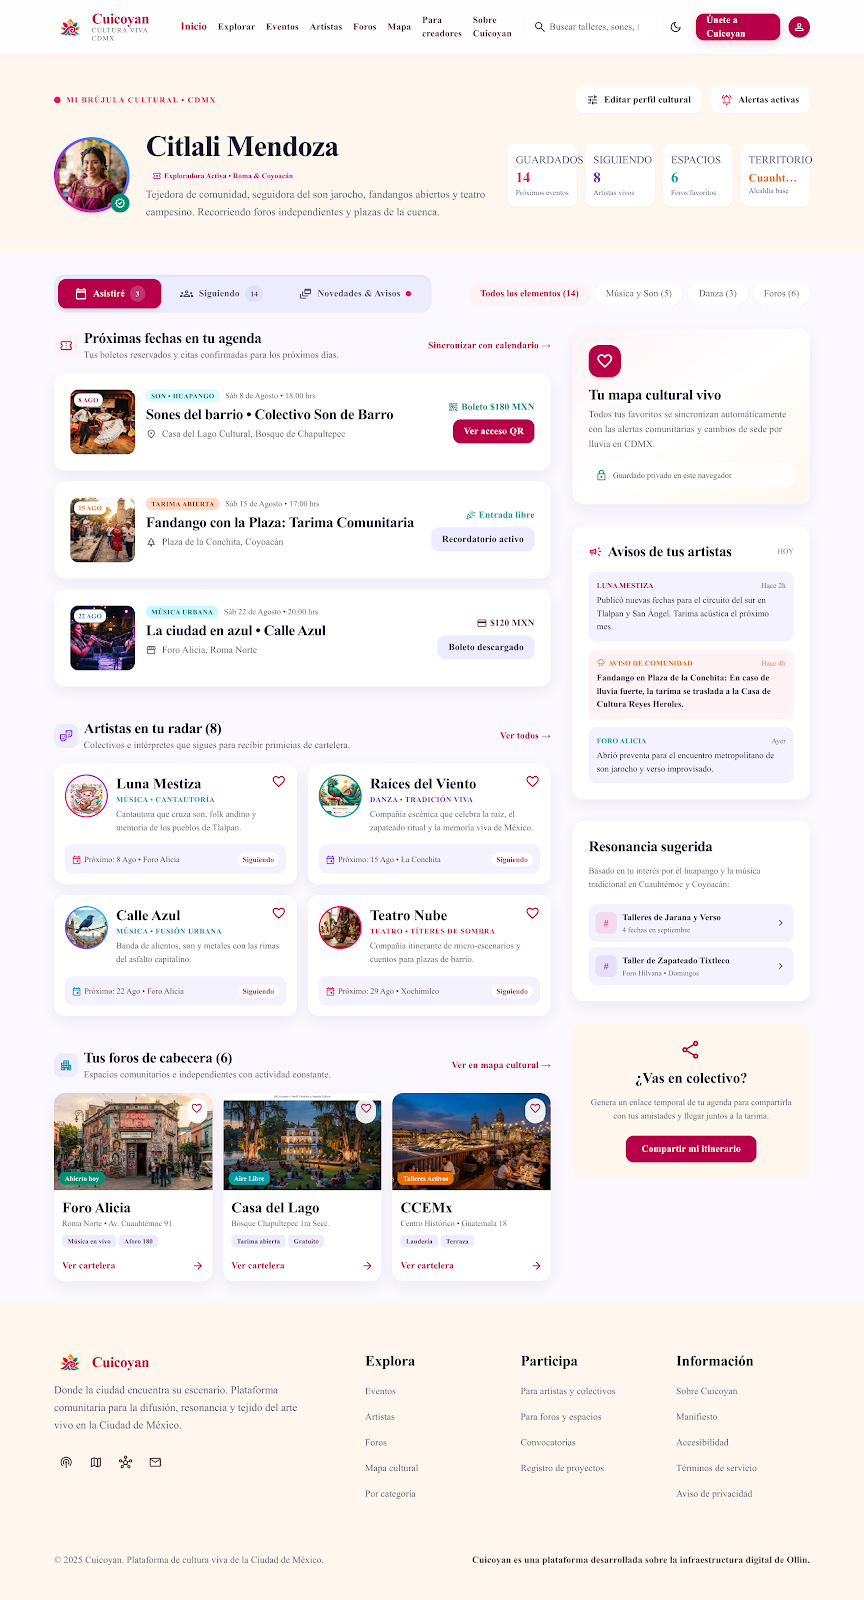 Cuicoyan
CULTURA VIVA
CDMX
Inicio
Explorar
Eventos
Artistas
Foros
Mapa
Para
creadores
Sobre
Cuicoyan
Buscar talleres, sones,
Únete a
Cuicoyan
MI BRÚJULA CULTURAL • CDMX
Editar perfil cultural
Alertas activas
Citlali Mendoza
Exploradora Activa • Roma & Coyoacán
Tejedora de comunidad, seguidora del son jarocho, fandangos abiertos y teatro
campesino. Recorriendo foros independientes y plazas de la cuenca.
GUARDADOS
14
Próximos eventos
SIGUIENDO
8
Artistas vivos
ESPACIOS
6
Foros favoritos
TERRITORIO
Cuauht...
Alcaldía base
Asistiré 3
Siguiendo 14
Novedades & Avisos
Todos los elementos (14)
Música y Son (5)
Danza (3)
Foros (6)
Próximas fechas en tu agenda
Tus boletos reservados y citas confirmadas para los próximos días.
Sincronizar con calendario →
8 AGO
SON • HUAPANGO
Sáb 8 de Agosto • 18:00 hrs
Sones del barrio • Colectivo Son de Barro
Casa del Lago Cultural, Bosque de Chapultepec
Boleto $180 MXN
Ver acceso QR
15 AGO
TARIMA ABIERTA
Sáb 15 de Agosto • 17:00 hrs
Fandango con la Plaza: Tarima Comunitaria
Plaza de la Conchita, Coyoacán
Entrada libre
Recordatorio activo
22 AGO
MÚSICA URBANA
Sáb 22 de Agosto • 20:00 hrs
La ciudad en azul • Calle Azul
Foro Alicia, Roma Norte
$120 MXN
Boleto descargado
Artistas en tu radar (8)
Colectivos e intérpretes que sigues para recibir primicias de cartelera.
Ver todos →
Luna Mestiza
MÚSICA • CANTAUTORÍA
Cantautora que cruza son, folk andino y
memoria de los pueblos de Tlalpan.
Próximo: 8 Ago • Foro Alicia
Siguiendo
Raíces del Viento
DANZA • TRADICIÓN VIVA
Compañía escénica que celebra la raíz, el
zapateado ritual y la memoria viva de México.
Próximo: 15 Ago • La Conchita
Siguiendo
Calle Azul
MÚSICA • FUSIÓN URBANA
Banda de alientos, son y metales con las rimas
del asfalto capitalino.
Próximo: 22 Ago • Foro Alicia
Siguiendo
Teatro Nube
TEATRO • TÍTERES DE SOMBRA
Compañía itinerante de micro-escenarios y
cuentos para plazas de barrio.
Próximo: 29 Ago • Xochimilco
Siguiendo
Tus foros de cabecera (6)
Espacios comunitarios e independientes con actividad constante.
Ver en mapa cultural →
Abierto hoy
Foro Alicia
Roma Norte • Av. Cuauhtémoc 91
Música en vivo
Aforo 180
Ver cartelera
Aire Libre
Casa del Lago
Bosque Chapultepec 1ra Secc.
Tarima abierta
Gratuito
Ver cartelera
Talleres Activos
CCEMx
Centro Histórico • Guatemala 18
Laudería
Terraza
Ver cartelera
Tu mapa cultural vivo
Todos tus favoritos se sincronizan automáticamente
con las alertas comunitarias y cambios de sede por
lluvia en CDMX.
Guardado privado en este navegador
Avisos de tus artistas
HOY
LUNA MESTIZA
Hace 2h
Publicó nuevas fechas para el circuito del sur en
Tlalpan y San Ángel. Tarima acústica el próximo
mes.
AVISO DE COMUNIDAD
Hace 4h
Fandango en Plaza de la Conchita: En caso de
lluvia fuerte, la tarima se traslada a la Casa de
Cultura Reyes Heroles.
FORO ALICIA
Ayer
Abrió preventa para el encuentro metropolitano de
son jarocho y verso improvisado.
Resonancia sugerida
Basado en tu interés por el huapango y la música
tradicional en Cuauhtémoc y Coyoacán:
# Talleres de Jarana y Verso
4 fechas en septiembre
# Taller de Zapateado Tixtleco
Foro Hilvana • Domingos
¿Vas en colectivo?
Genera un enlace temporal de tu agenda para compartirla
con tus amistades y llegar juntos a la tarima.
Compartir mi itinerario
Cuicoyan
Donde la ciudad encuentra su escenario. Plataforma
comunitaria para la difusión, resonancia y tejido del arte
vivo en la Ciudad de México.
Explora
Eventos
Artistas
Foros
Mapa cultural
Por categoría
Participa
Para artistas y colectivos
Para foros y espacios
Convocatorias
Registro de proyectos
Información
Sobre Cuicoyan
Manifiesto
Accesibilidad
Términos de servicio
Aviso de privacidad
© 2025 Cuicoyan. Plataforma de cultura viva de la Ciudad de México.
Cuicoyan es una plataforma desarrollada sobre la infraestructura digital de Ollin.